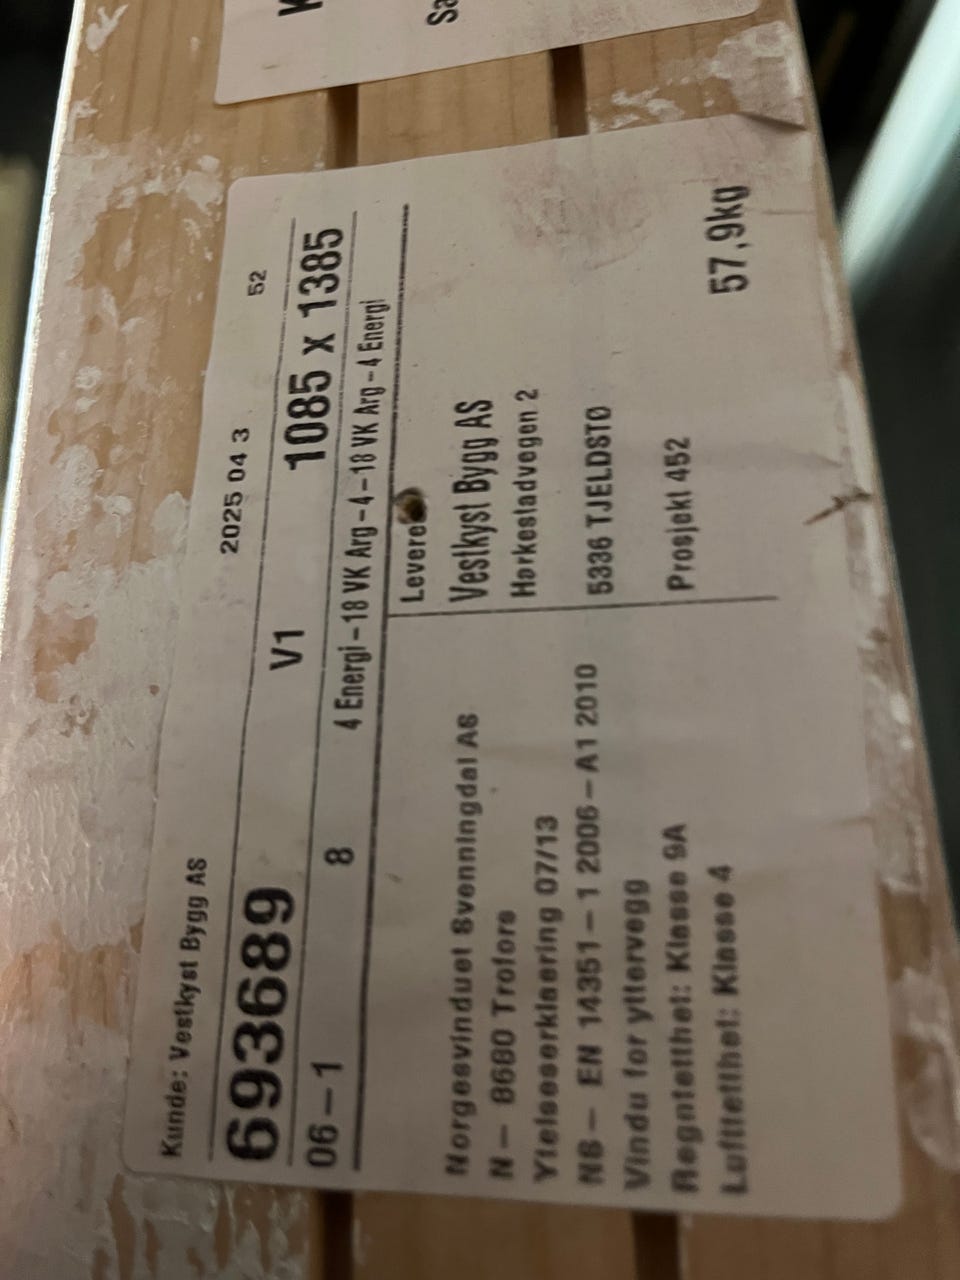 Kunde: Vestkyst Bygg AS
2025 04 3
52
693689
V1
1085 x 1385
06-1
8
4 Energi-18 VK Arg-4-18 VK Arg-4 Energi
Vestkyst Bygg AS
Hørkestadvegen 2
5336 TJELDSTO
Prosjekt 452
57,9kg
Norgesvinduet Svenningdal AS
N- 8680 Trofors
Ytelseserklaering 07/13
NS- EN 14351-1 2006-A1 2010
Vindu for yttervegg
Regntetthet: Klasse 9A
Lufttetthet: Klasse 4